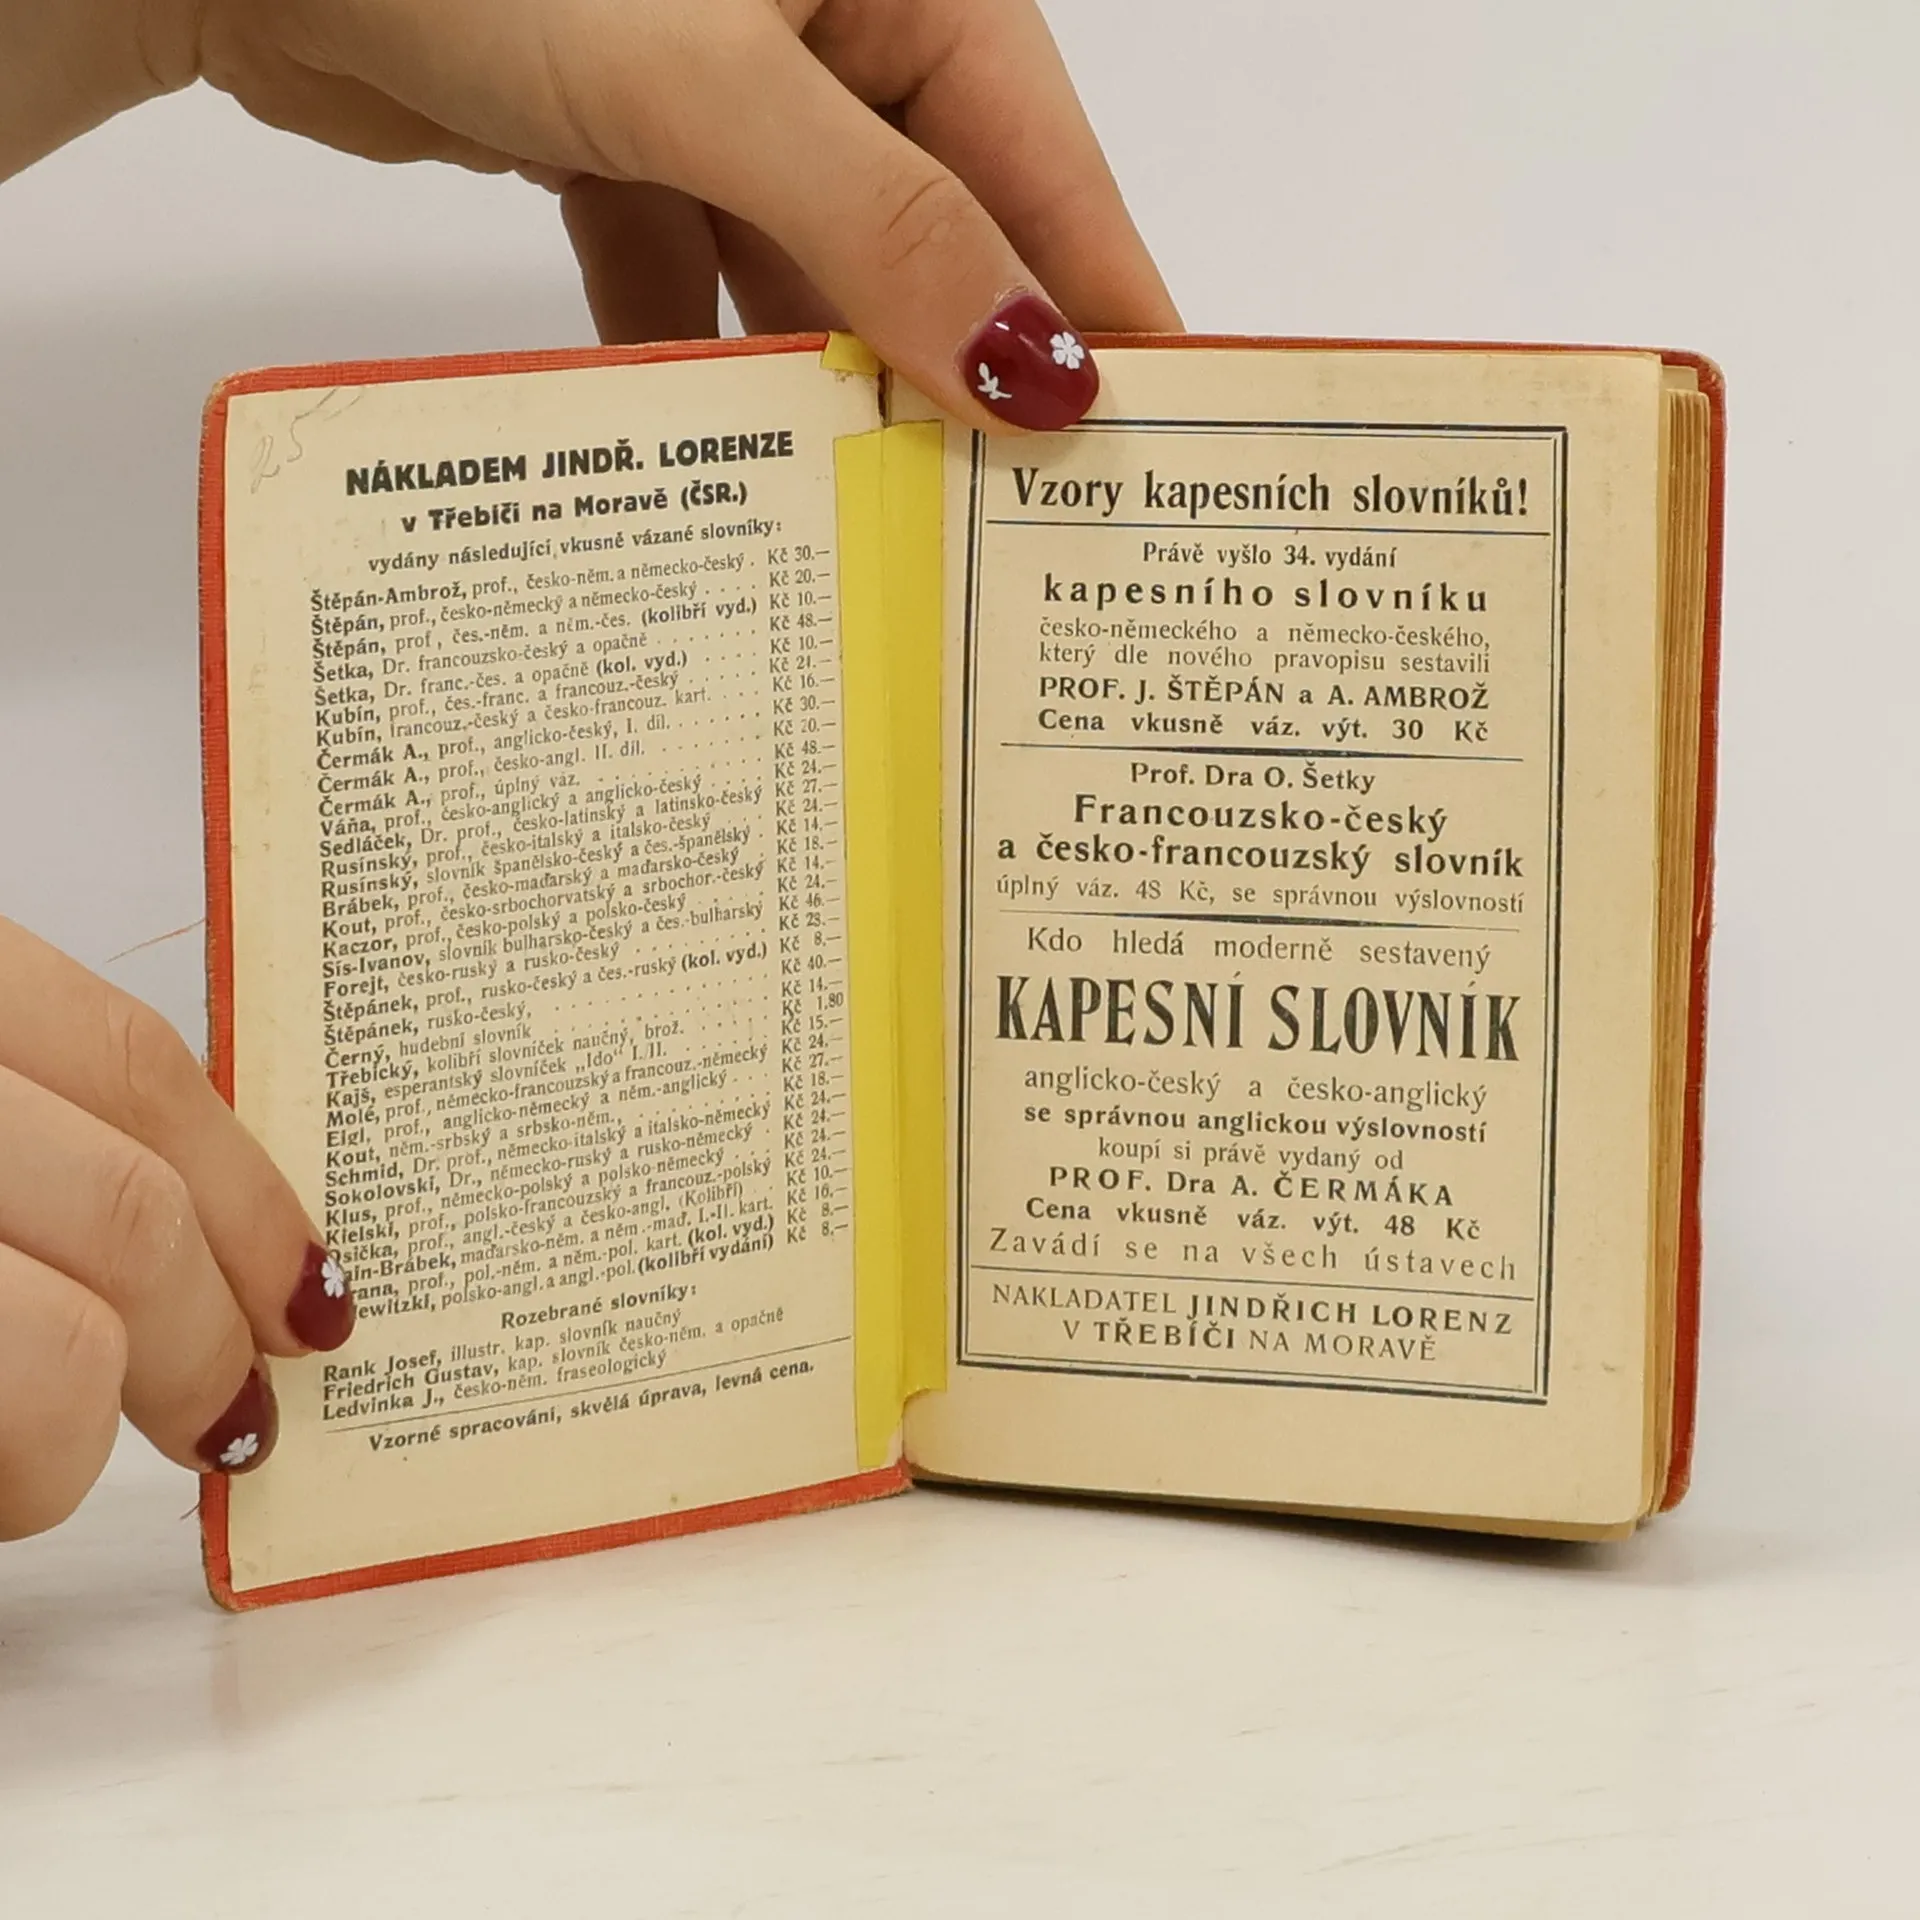 25
NÁKLADEM JINDŘ. LORENZE
v Třebíči na Moravě (ČSR.)
vydány následující vkusně vázané slovníky:
Štěpán-Ambrož, prof., česko-něm. a německo-český . Kč 30.—
Štěpán, prof., česko-německý a německo-český . . . . Kč 20.—
Štěpán, prof , čes.-něm. a něm.-čes. (kolibří vyd.) Kč 10.—
Šetka, Dr. francouzsko-český a opačně . . . . . . . Kč 48.—
Šetka, Dr. franc.-čes. a opačně (kol. vyd.) . . . . Kč 10.—
Kubín, prof., čes.-franc. a francouz.-český . . . . Kč 21.—
Kubín, francouz.-český a česko-francouz. kart. . . . Kč 16.—
Čermák A., prof., anglicko-český, I. díl. . . . . . . Kč 30.—
Čermák A., prof., česko-angl. II. díl. . . . . . . . Kč 20.—
Čermák A., prof., úplný váz. . . . . . . . . . . Kč 48.—
Váňa, prof., česko-anglický a anglicko-český . . . . Kč 24.—
Sedláček, Dr. prof., česko-latinský a latinsko-český Kč 27.—
Rusínský, prof., česko-italský a italsko-český . . . Kč 24.—
Rusínský, slovník španělsko-český a čes.-španělský . Kč 14.—
Brábek, prof., česko-maďarský a maďarsko-český . Kč 18.—
Kout, prof., česko-srbochorvatský a srbochor.-český Kč 14.—
Kaczor, prof., česko-polský a polsko-český . . . . Kč 24.—
Sís-Ivanov, slovník bulharsko-český a čes.-bulharský Kč 46.—
Forejt, česko-ruský a rusko-český . . . . . . . . Kč 23.—
Štěpánek, prof., rusko-český a čes.-ruský (kol. vyd.) Kč 8.—
Štěpánek, rusko-český, . . . . . . . . . . . . Kč 40.—
Černý, hudební slovník . . . . . . . . . . . . Kč 14.—
Třebický, kolibří slovníček naučný, brož. . . . . . Kč 1,80
Kajš, esperantský slovníček „Ido“ I./II. . . . . . Kč 15.—
Molé, prof., německo-francouzský a francouz.-německý Kč 24.—
Eigl, prof., anglicko-německý a něm.-anglický . . . Kč 27.—
Kout, něm.-srbský a srbsko-něm., . . . . . . . . Kč 18.—
Schmid, Dr. prof., německo-italský a italsko-německý Kč 24.—
Sokolovski, Dr., německo-ruský a rusko-německý . Kč 24.—
Klus, prof., německo-polský a polsko-německý . . . Kč 24.—
Kielski, prof., polsko-francouzský a francouz-polský Kč 24.—
Osička, prof., angl.-český a česko-angl. (Kolibří) . . Kč 10.—
ain-Brábek, maďarsko-něm. a něm.-maď. I.-II. kart. Kč 16.—
rana, prof., pol.-něm. a něm.-pol. kart. (kol. vyd.) Kč 8.—
ewitzki, polsko-angl. a angl.-pol. (kolibří vydání) Kč 8.—
Rozebrané slovníky:
Rank Josef, illustr. kap. slovník naučný
Friedrich Gustav, kap. slovník česko-něm. a opačně
Ledvinka J., česko-něm. fraseologický
Vzorné spracování, skvělá úprava, levná cena.
Vzory kapesních slovníků!
Právě vyšlo 34. vydání
kapesního slovníku
česko-německého a německo-českého,
který dle nového pravopisu sestavili
PROF. J. ŠTĚPÁN a A. AMBROŽ
Cena vkusně váz. výt. 30 Kč
Prof. Dra O. Šetky
Francouzsko-český
a česko-francouzský slovník
úplný váz. 48 Kč, se správnou výslovností
Kdo hledá moderně sestavený
KAPESNÍ SLOVNÍK
anglicko-český a česko-anglický
se správnou anglickou výslovností
koupí si právě vydaný od
PROF. Dra A. ČERMÁKA
Cena vkusně váz. výt. 48 Kč
Zavádí se na všech ústavech
NAKLADATEL JINDŘICH LORENZ
V TŘEBÍČI NA MORAVĚ